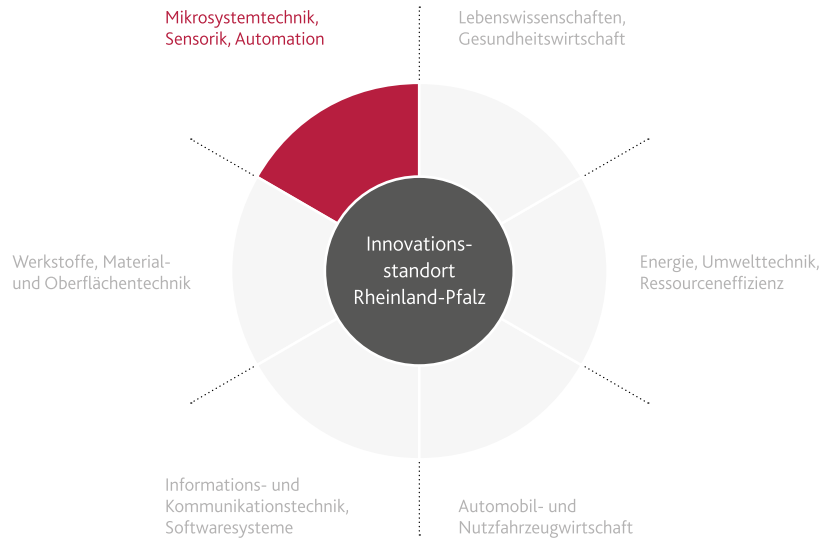 Mikrosystemtechnik,
Sensorik, Automation
Lebenswissenschaften,
Gesundheitswirtschaft
Innovations-
standort
Rheinland-Pfalz
Werkstoffe, Material-
und Oberflächentechnik
Energie, Umwelttechnik,
Ressourceneffizienz
Informations- und
Kommunikationstechnik,
Softwaresysteme
Automobil- und
Nutzfahrzeugwirtschaft